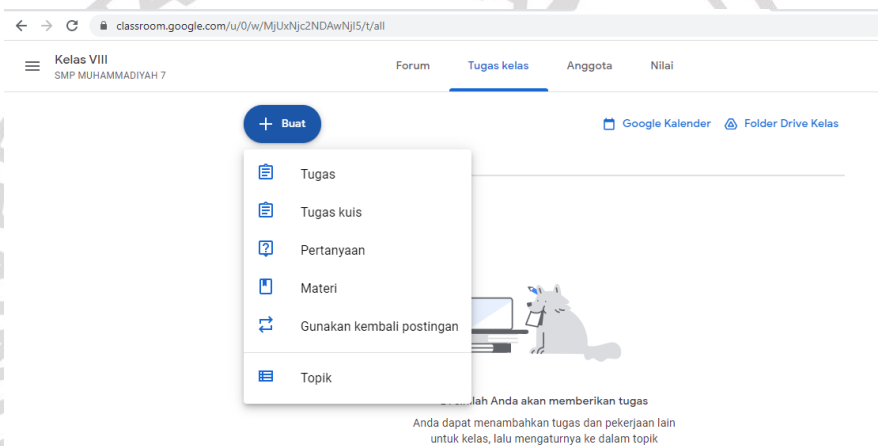 classroom.google.com/u/0/w/MjUxNjc2NDAwNjI5/t/all
Kelas VIII
SMP MUHAMMADIYAH 7
Forum Tugas kelas Anggota Nilai
Buat
Google Kalender Folder Drive Kelas
Tugas
Tugas kuis
Pertanyaan
Materi
Gunakan kembali postingan
Topik
Anda akan memberikan tugas
Anda dapat menambahkan tugas dan pekerjaan lain
untuk kelas, lalu mengaturnya ke dalam topik